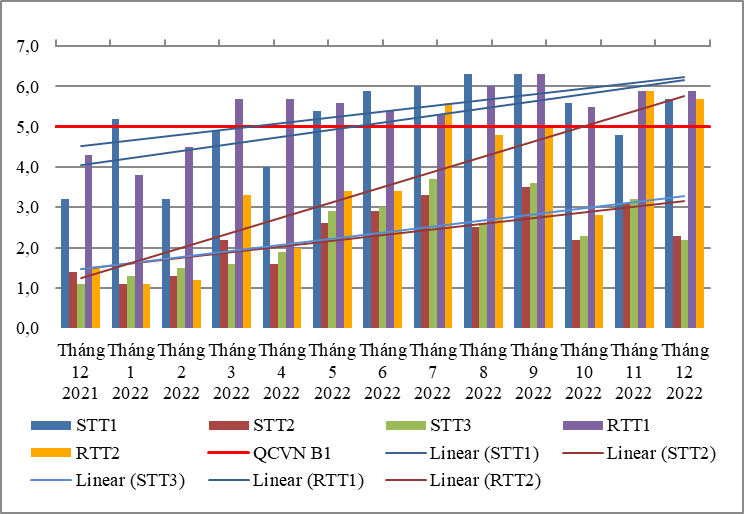 7,0
6,0
5,0
4,0
3,0
2,0
1,0
0,0
Tháng Tháng Tháng Tháng Tháng Tháng Tháng Tháng Tháng Tháng Tháng Tháng Tháng
12 1 2 3 4 5 6 7 8 9 10 11 12
2021 2022 2022 2022 2022 2022 2022 2022 2022 2022 2022 2022 2022
STT1 STT2 STT3 RTT1
RTT2 QCVN B1 Linear (STT1) Linear (STT2)
Linear (STT3) Linear (RTT1) Linear (RTT2)